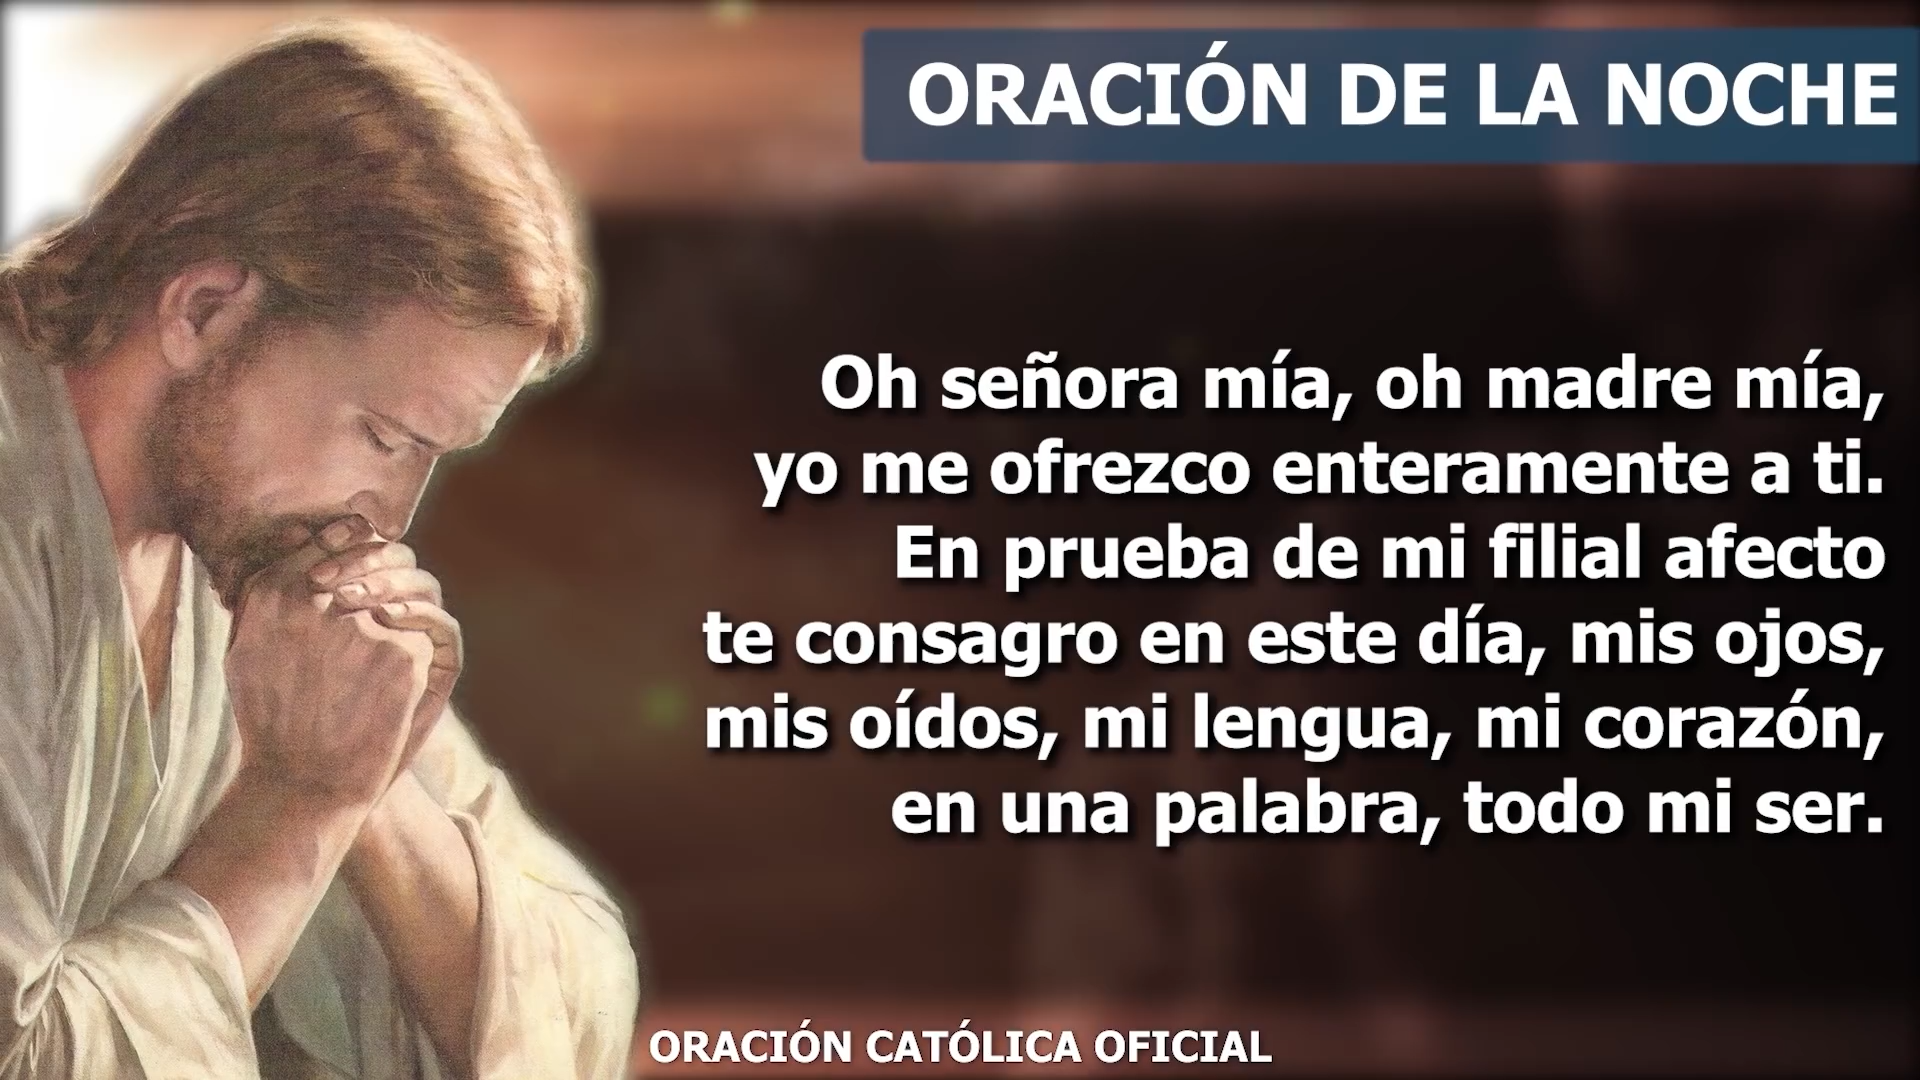 ORACIÓN DE LA NOCHE
Oh señora mía, oh madre mía,
yo me ofrezco enteramente a ti.
En prueba de mi filial afecto
te consagro en este día, mis ojos,
mis oídos, mi lengua, mi corazón,
en una palabra, todo mi ser.
ORACIÓN CATÓLICA OFICIAL